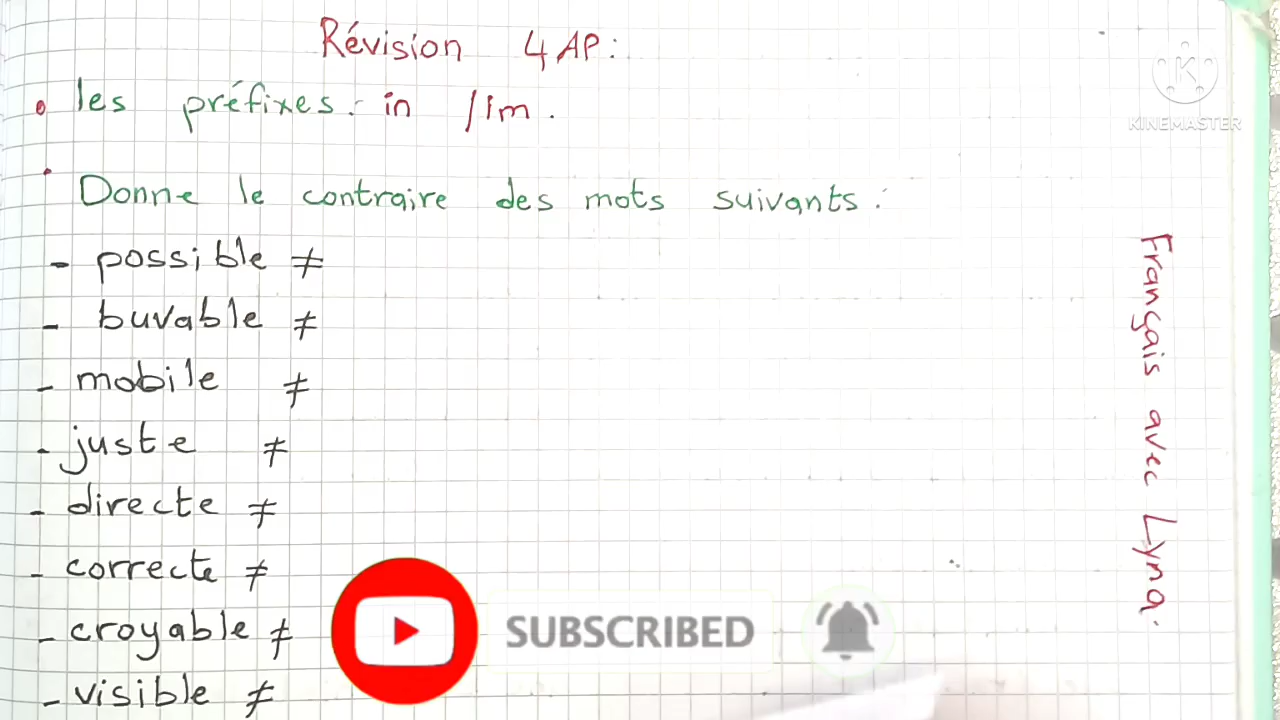 Révision 4AP:
KINEMASTER
• les préfixes: in /im.
• Donne le contraire des mots suivants:
- possible ≠
- buvable ≠
- mobile ≠
- juste ≠
- directe ≠
- correcte ≠
- croyable ≠
- visible ≠
Français avec Lyna.
SUBSCRIBED